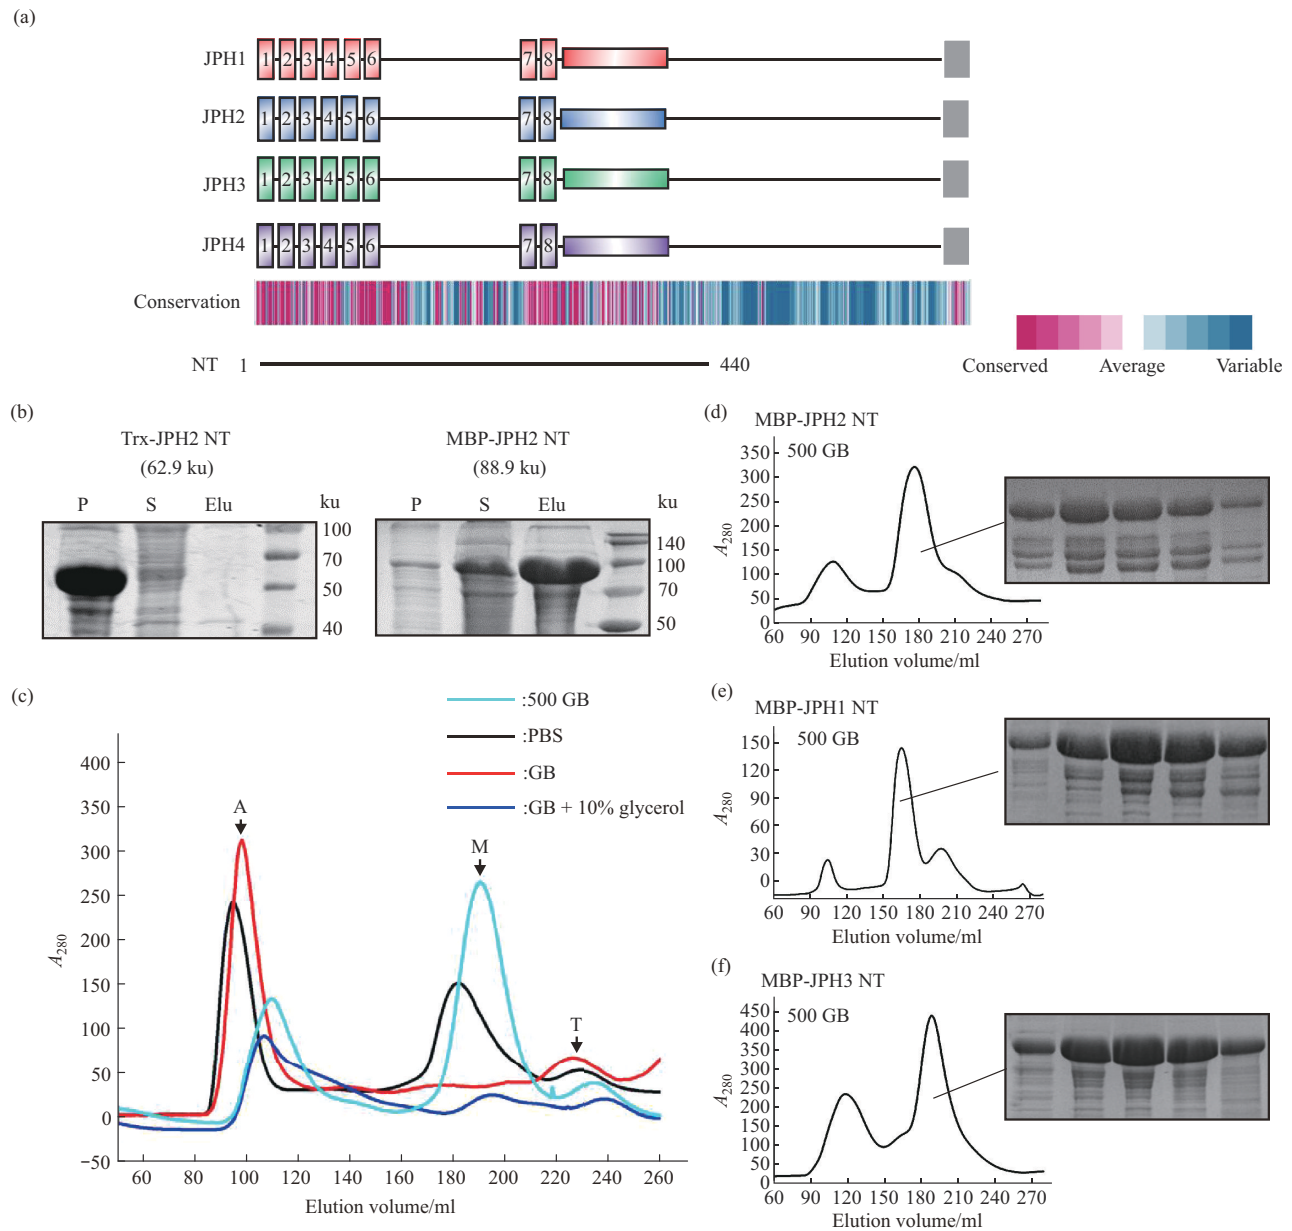 (a)
JPH1 1 2 3 4 5 6 7 8
JPH2 1 2 3 4 5 6 7 8
JPH3 1 2 3 4 5 6 7 8
JPH4 1 2 3 4 5 6 7 8
Conservation
NT 1 440
Conserved Average Variable
(b)
Trx-JPH2 NT
(62.9 ku)
P S Elu ku
100
70
50
40
MBP-JPH2 NT
(88.9 ku)
P S Elu ku
140
100
70
50
(c)
:500 GB
:PBS
:GB
:GB + 10% glycerol
A
M
T
A280
400
350
300
250
200
150
100
50
0
−50
60 80 100 120 140 160 180 200 220 240 260
Elution volume/ml
(d)
MBP-JPH2 NT
500 GB
A280
350
300
250
200
150
100
50
0
60 90 120 150 180 210 240 270
Elution volume/ml
(e)
MBP-JPH1 NT
500 GB
A280
150
120
90
60
30
0
60 90 120 150 180 210 240 270
Elution volume/ml
(f)
MBP-JPH3 NT
500 GB
A280
450
400
350
300
250
200
150
100
50
0
60 90 120 150 180 210 240 270
Elution volume/ml